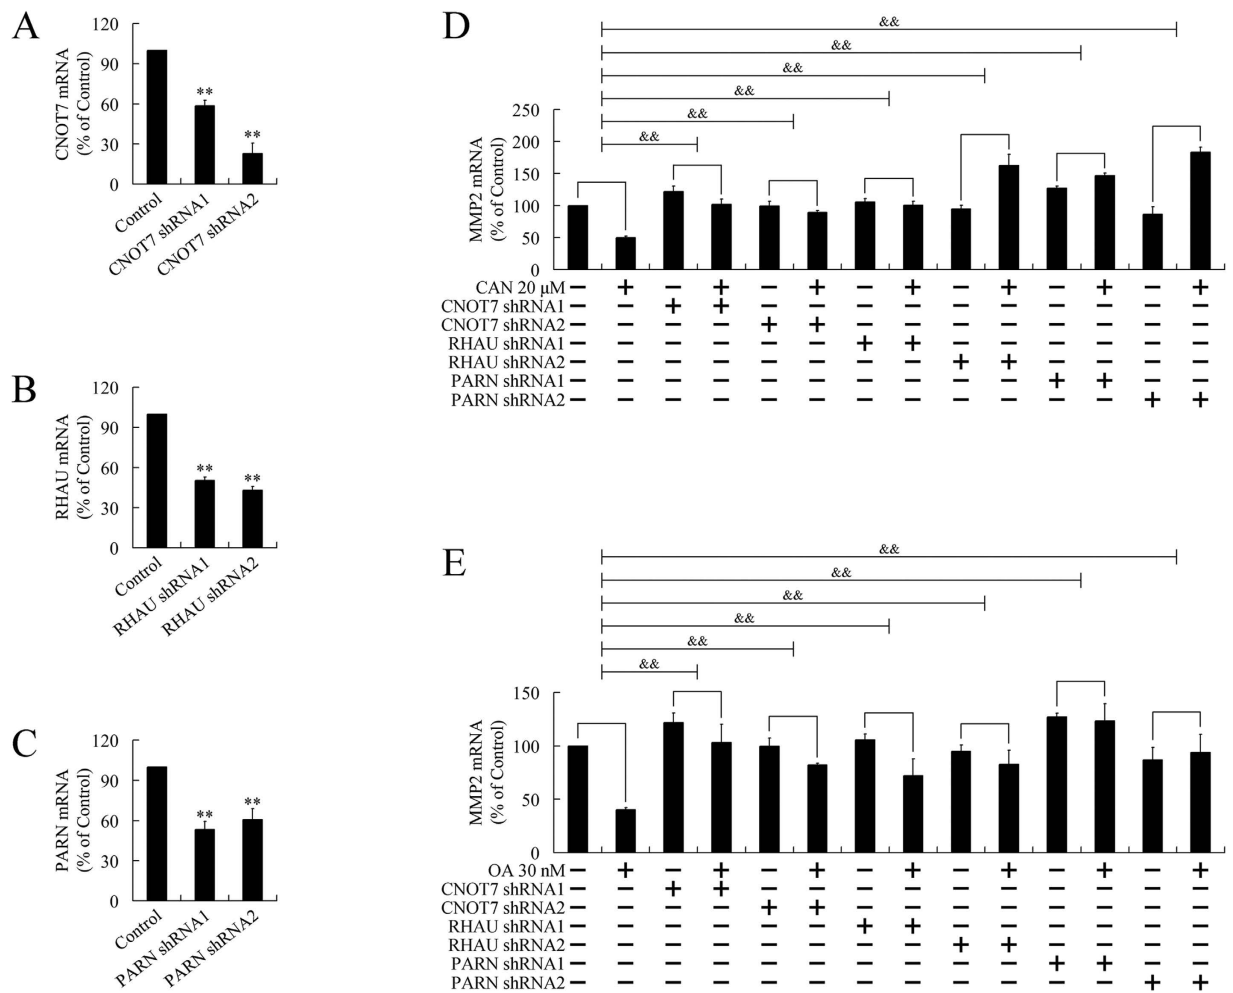 A
CNOT7 mRNA
(% of Control)
120
90
60
30
0
**
**
Control
CNOT7 shRNA1
CNOT7 shRNA2
B
RHAU mRNA
(% of Control)
120
90
60
30
0
**
**
Control
RHAU shRNA1
RHAU shRNA2
C
PARN mRNA
(% of Control)
120
90
60
30
0
**
**
Control
PARN shRNA1
PARN shRNA2
D
&&
&&
&&
&&
&&
&&
MMP2 mRNA
(% of Control)
250
200
150
100
50
0
CAN 20 μM − + − + − + − + − + − + − +
CNOT7 shRNA1 − − + + − − − − − − − − − −
CNOT7 shRNA2 − − − − + + − − − − − − − −
RHAU shRNA1 − − − − − − + + − − − − − −
RHAU shRNA2 − − − − − − − − + + − − − −
PARN shRNA1 − − − − − − − − − − + + − −
PARN shRNA2 − − − − − − − − − − − − + +
E
&&
&&
&&
&&
&&
&&
MMP2 mRNA
(% of Control)
150
100
50
0
OA 30 nM − + − + − + − + − + − + − +
CNOT7 shRNA1 − − + + − − − − − − − − − −
CNOT7 shRNA2 − − − − + + − − − − − − − −
RHAU shRNA1 − − − − − − + + − − − − − −
RHAU shRNA2 − − − − − − − − + + − − − −
PARN shRNA1 − − − − − − − − − − + + − −
PARN shRNA2 − − − − − − − − − − − − + +